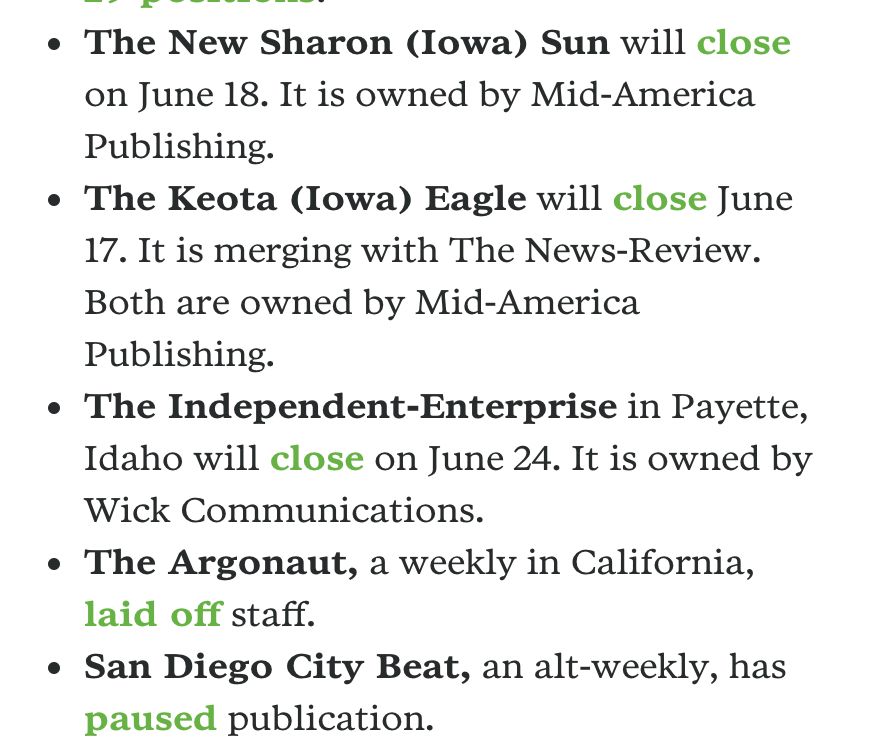 The New Sharon (Iowa) Sun will close
on June 18. It is owned by Mid-America
Publishing.
The Keota (Iowa) Eagle will close June
17. It is merging with The News-Review.
Both are owned by Mid-America
Publishing.
The Independent-Enterprise in Payette,
Idaho will close on June 24. It is owned by
Wick Communications.
The Argonaut, a weekly in California,
laid off staff.
San Diego City Beat, an alt-weekly, has
paused publication.